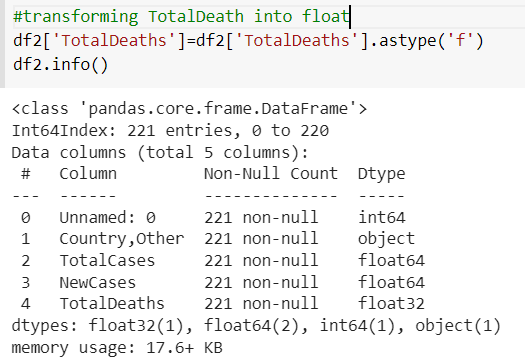 #transforming TotalDeath into float
df2['TotalDeaths']=df2['TotalDeaths'].astype('f')
df2.info()
<class 'pandas.core.frame.DataFrame'>
Int64Index: 221 entries, 0 to 220
Data columns (total 5 columns):
 #   Column         Non-Null Count  Dtype
---  ------         --------------  -----
 0   Unnamed: 0     221 non-null    int64
 1   Country,Other  221 non-null    object
 2   TotalCases     221 non-null    float64
 3   NewCases       221 non-null    float64
 4   TotalDeaths    221 non-null    float32
dtypes: float32(1), float64(2), int64(1), object(1)
memory usage: 17.6+ KB